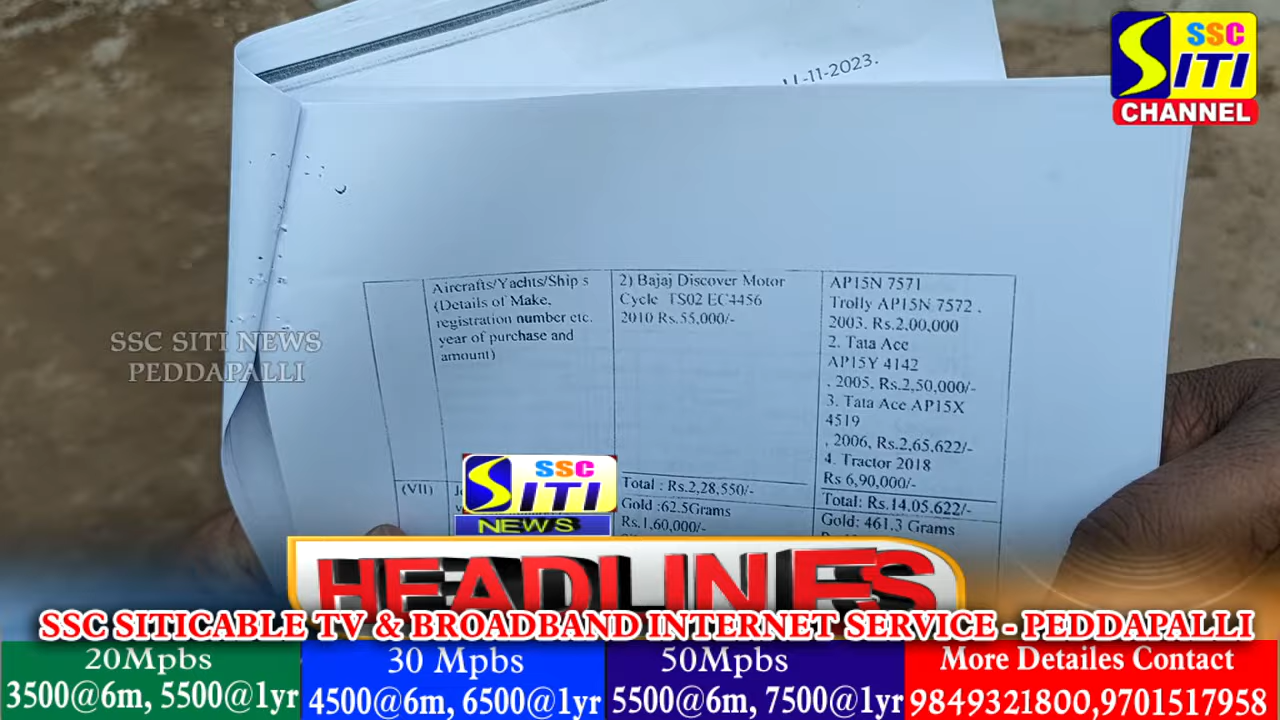 SSC
SITI
CHANNEL
-11-2023.
Aircrafts/Yachts/Ship s
(Details of Make,
registration number etc.
year of purchase and
amount)
2) Bajaj Discover Motor
Cycle TS02 EC4456
2010 Rs.55,000/-
Total : Rs.2,28,550/-
AP15N 7571
Trolly AP15N 7572 ,
2003, Rs.2,00,000
2. Tata Ace
AP15Y 4142
, 2005, Rs.2,50,000/-
3. Tata Ace AP15X
4519
, 2006, Rs.2,65,622/-
4. Tractor 2018
Rs 6,90,000/-
Total: Rs.14,05,622/-
(VII)
Gold :62.5Grams
Rs.1,60,000/-
Gold: 461.3 Grams
SSC SITI NEWS
PEDDAPALLI
SSC
SITI
NEWS
HEADLINES
SSC SITICABLE TV & BROADBAND INTERNET SERVICE - PEDDAPALLI
20Mpbs
3500@6m, 5500@1yr
30 Mpbs
4500@6m, 6500@1yr
50Mpbs
5500@6m, 7500@1yr
More Detailes Contact
9849321800,9701517958